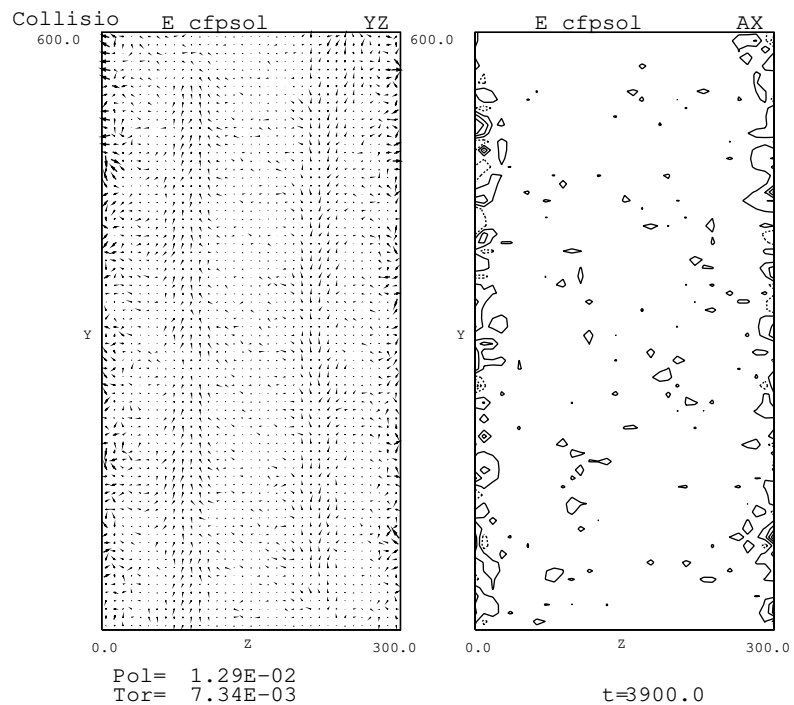 Collisio E cfpsol YZ E cfpsol AX
600.0 600.0
Y Y
0.0 Z 300.0 0.0 Z 300.0
Pol= 1.29E-02
Tor= 7.34E-03 t=3900.0